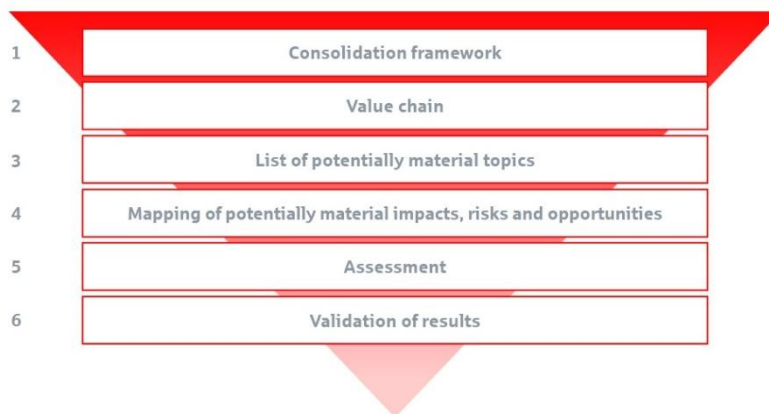 1 Consolidation framework
2 Value chain
3 List of potentially material topics
4 Mapping of potentially material impacts, risks and opportunities
5 Assessment
6 Validation of results